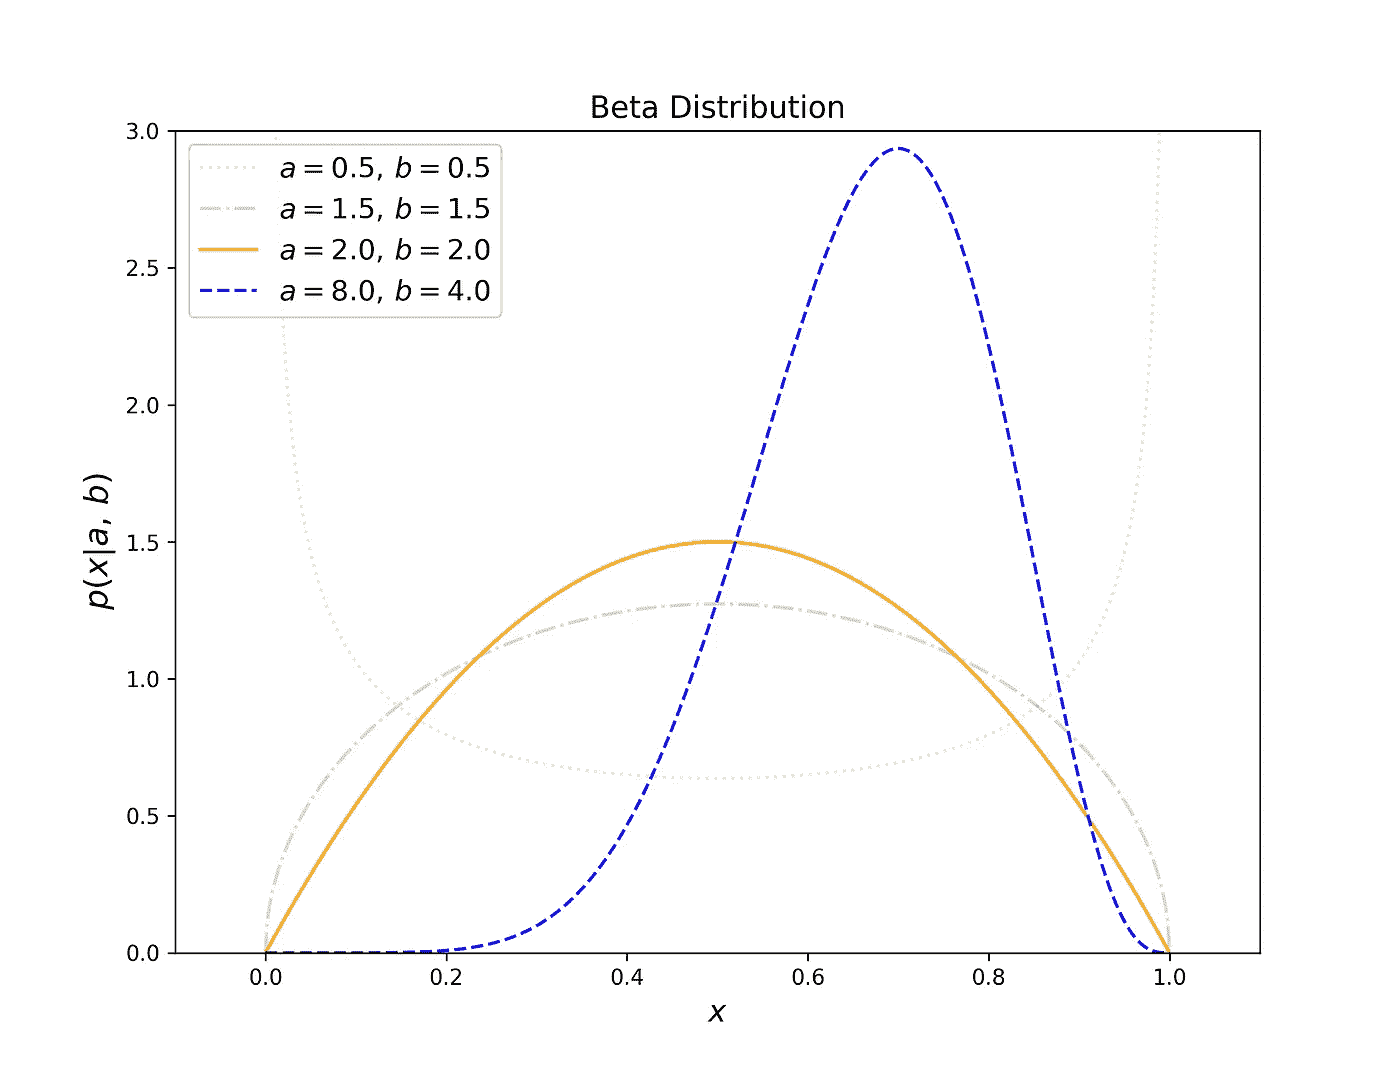 Beta Distribution
3.0
2.5
2.0
1.5
1.0
0.5
0.0
a = 0.5, b = 0.5
a = 1.5, b = 1.5
a = 2.0, b = 2.0
a = 8.0, b = 4.0
p(x|a, b)
0.0 0.2 0.4 0.6 0.8 1.0
x